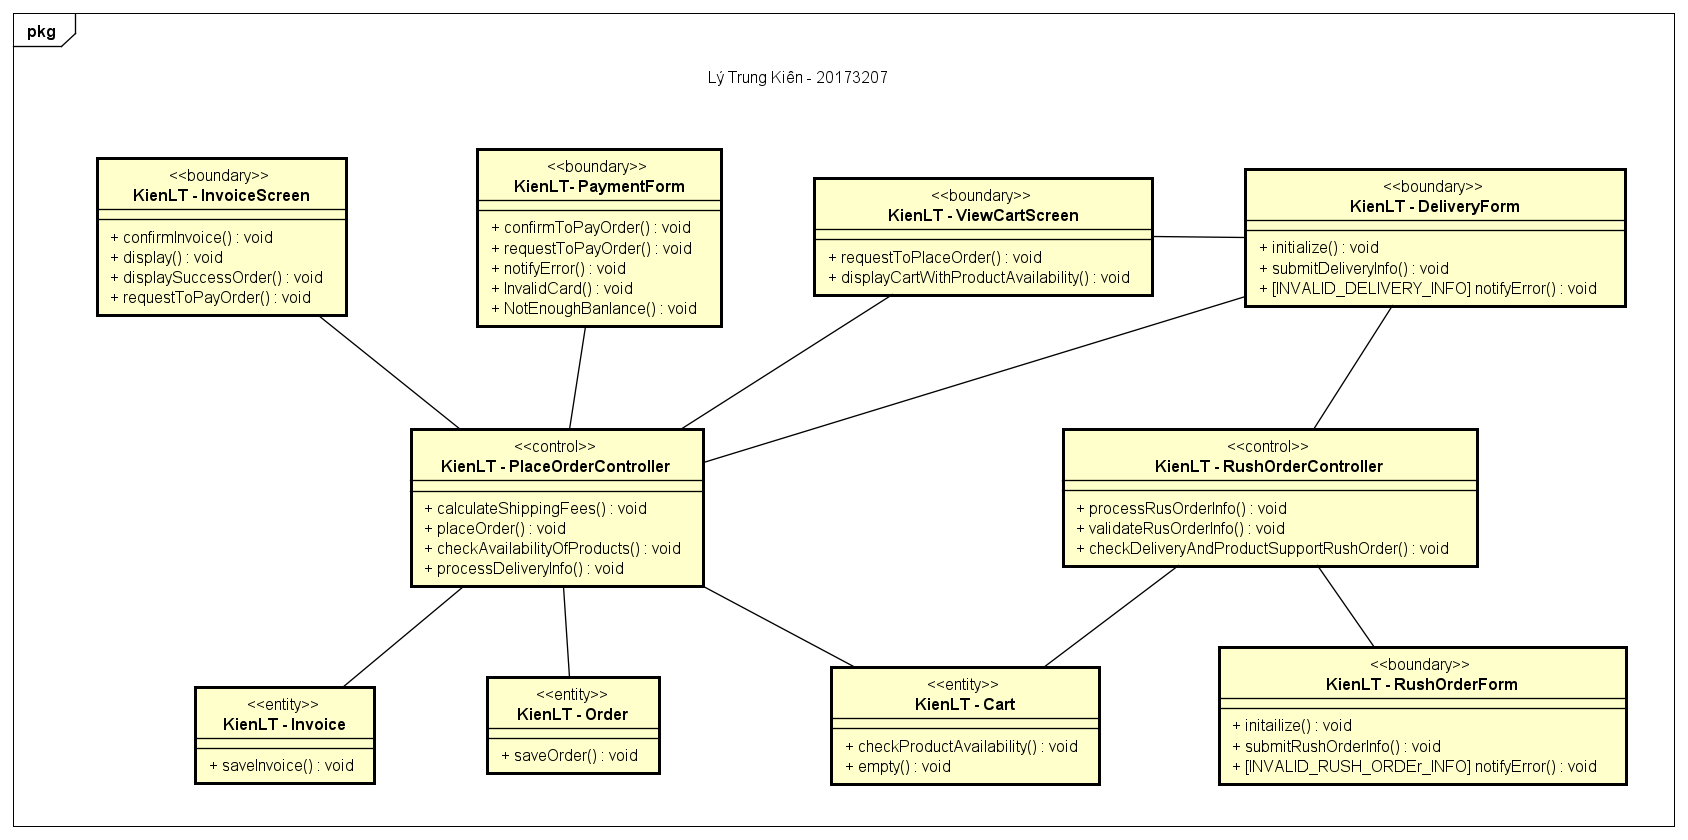 pkg
Lý Trung Kiên - 20173207
<<boundary>>
KienLT - InvoiceScreen
+ confirmInvoice() : void
+ display() : void
+ displaySuccessOrder() : void
+ requestToPayOrder() : void
<<boundary>>
KienLT- PaymentForm
+ confirmToPayOrder() : void
+ requestToPayOrder() : void
+ notifyError() : void
+ InvalidCard() : void
+ NotEnoughBanlance() : void
<<boundary>>
KienLT - ViewCartScreen
+ requestToPlaceOrder() : void
+ displayCartWithProductAvailability() : void
<<boundary>>
KienLT - DeliveryForm
+ initialize() : void
+ submitDeliveryInfo() : void
+ [INVALID_DELIVERY_INFO] notifyError() : void
<<control>>
KienLT - PlaceOrderController
+ calculateShippingFees() : void
+ placeOrder() : void
+ checkAvailabilityOfProducts() : void
+ processDeliveryInfo() : void
<<control>>
KienLT - RushOrderController
+ processRusOrderInfo() : void
+ validateRusOrderInfo() : void
+ checkDeliveryAndProductSupportRushOrder() : void
<<entity>>
KienLT - Invoice
+ saveInvoice() : void
<<entity>>
KienLT - Order
+ saveOrder() : void
<<entity>>
KienLT - Cart
+ checkProductAvailability() : void
+ empty() : void
<<boundary>>
KienLT - RushOrderForm
+ initailize() : void
+ submitRushOrderInfo() : void
+ [INVALID_RUSH_ORDEr_INFO] notifyError() : void